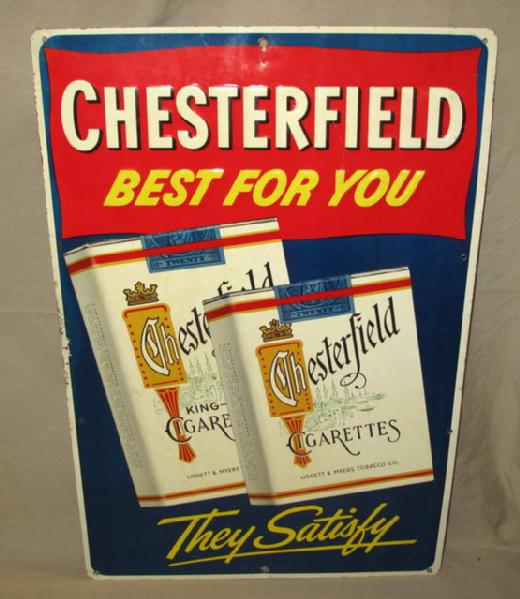 CHESTERFIELD
BEST FOR YOU
TWENTY
Chesterfield
KING-
CIGARE
LIGGETT & MYERS
TWENTY
Chesterfield
CIGARETTES
LIGGETT & MYERS TOBACCO CO.
They Satisfy